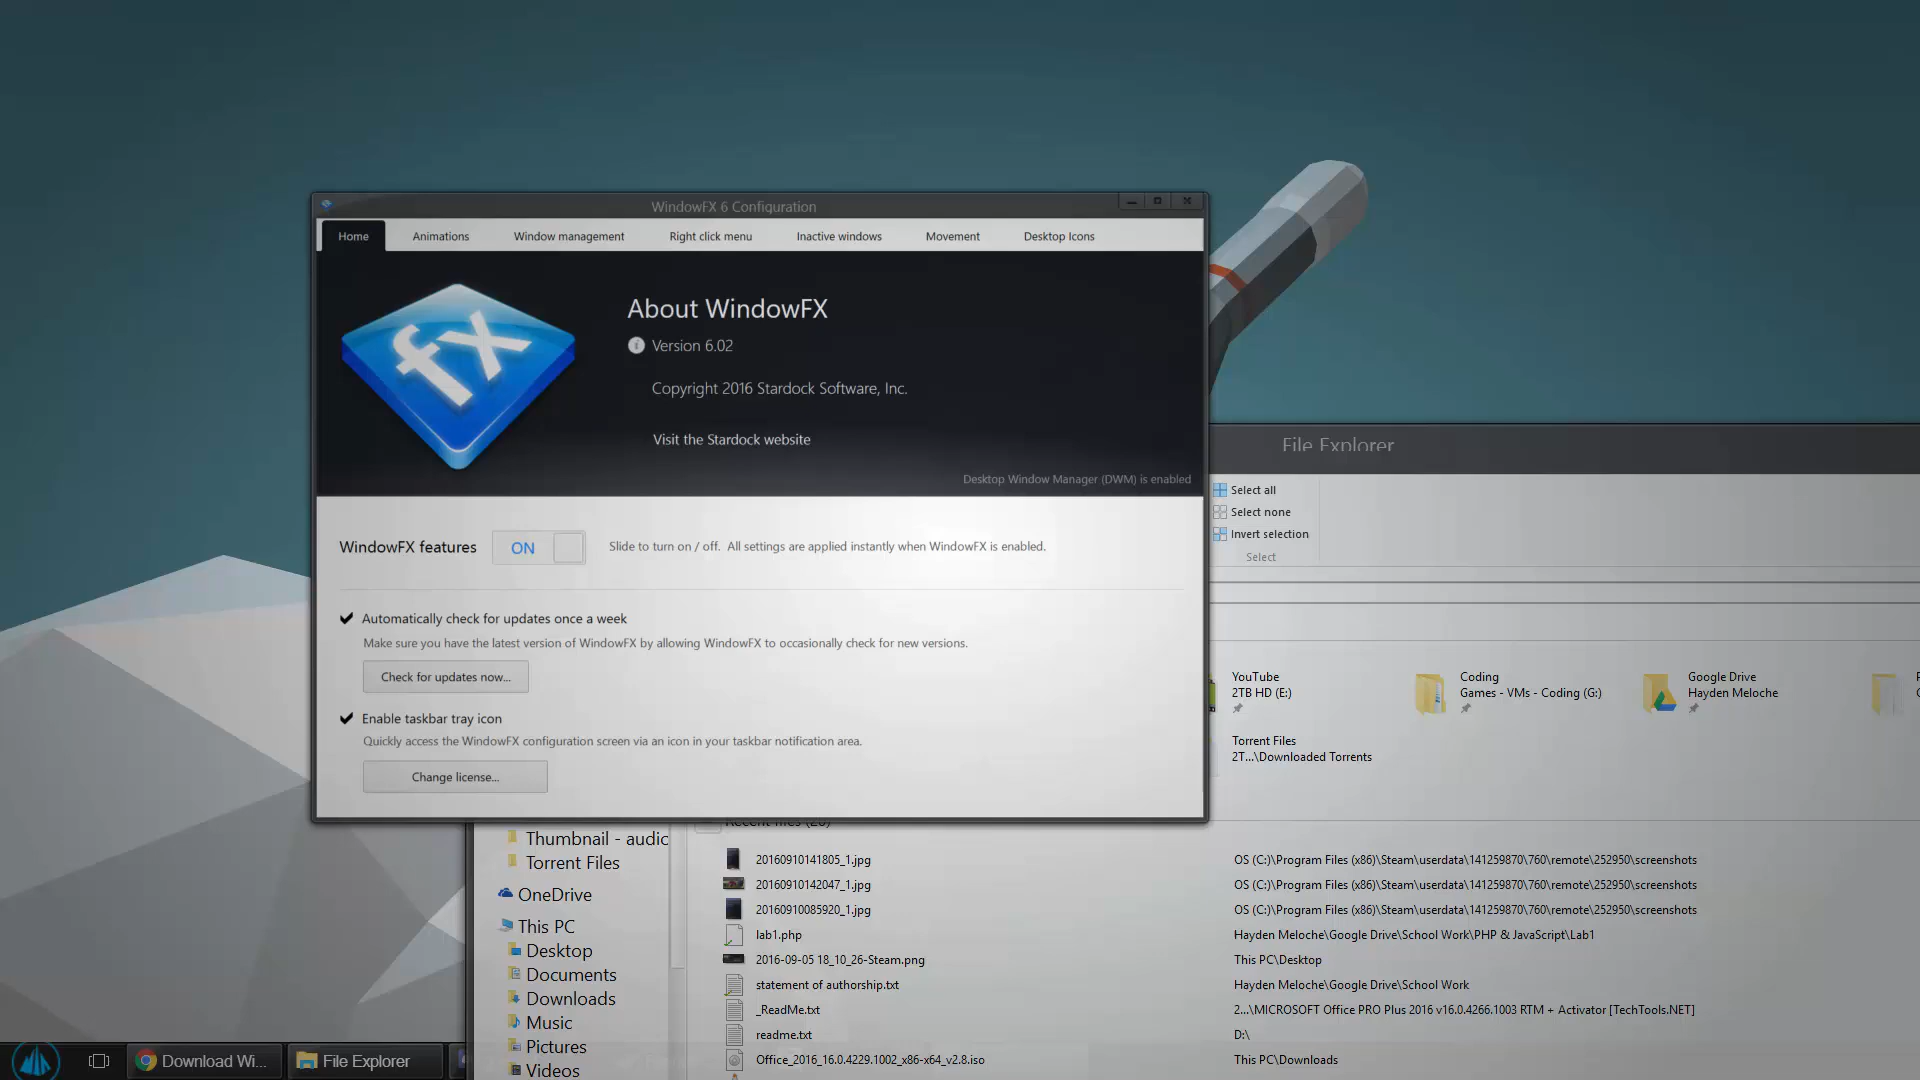 WindowFX 6 Configuration
Home
Animations
Window management
Right click menu
Inactive windows
Movement
Desktop Icons
fx
About WindowFX
Version 6.02
Copyright 2016 Stardock Software, Inc.
Visit the Stardock website
Desktop Window Manager (DWM) is enabled
WindowFX features
ON
Slide to turn on / off. All settings are applied instantly when WindowFX is enabled.
Automatically check for updates once a week
Make sure you have the latest version of WindowFX by allowing WindowFX to occasionally check for new versions.
Check for updates now...
Enable taskbar tray icon
Quickly access the WindowFX configuration screen via an icon in your taskbar notification area.
Change license...
File Explorer
Select all
Select none
Invert selection
Select
YouTube
2TB HD (E:)
Coding
Games - VMs - Coding (G:)
Google Drive
Hayden Meloche
Torrent Files
2T...\Downloaded Torrents
Recent files (20)
Thumbnail - audio
Torrent Files
OneDrive
This PC
Desktop
Documents
Downloads
Music
Pictures
Videos
20160910141805_1.jpg
OS (C:)\Program Files (x86)\Steam\userdata\141259870\760\remote\252950\screenshots
20160910142047_1.jpg
OS (C:)\Program Files (x86)\Steam\userdata\141259870\760\remote\252950\screenshots
20160910085920_1.jpg
OS (C:)\Program Files (x86)\Steam\userdata\141259870\760\remote\252950\screenshots
lab1.php
Hayden Meloche\Google Drive\School Work\PHP & JavaScript\Lab1
2016-09-05 18_10_26-Steam.png
This PC\Desktop
statement of authorship.txt
Hayden Meloche\Google Drive\School Work
_ReadMe.txt
2...\MICROSOFT Office PRO Plus 2016 v16.0.4266.1003 RTM + Activator [TechTools.NET]
readme.txt
D:\
Office_2016_16.0.4229.1002_x86-x64_v2.8.iso
This PC\Downloads
Download Wi...
File Explorer